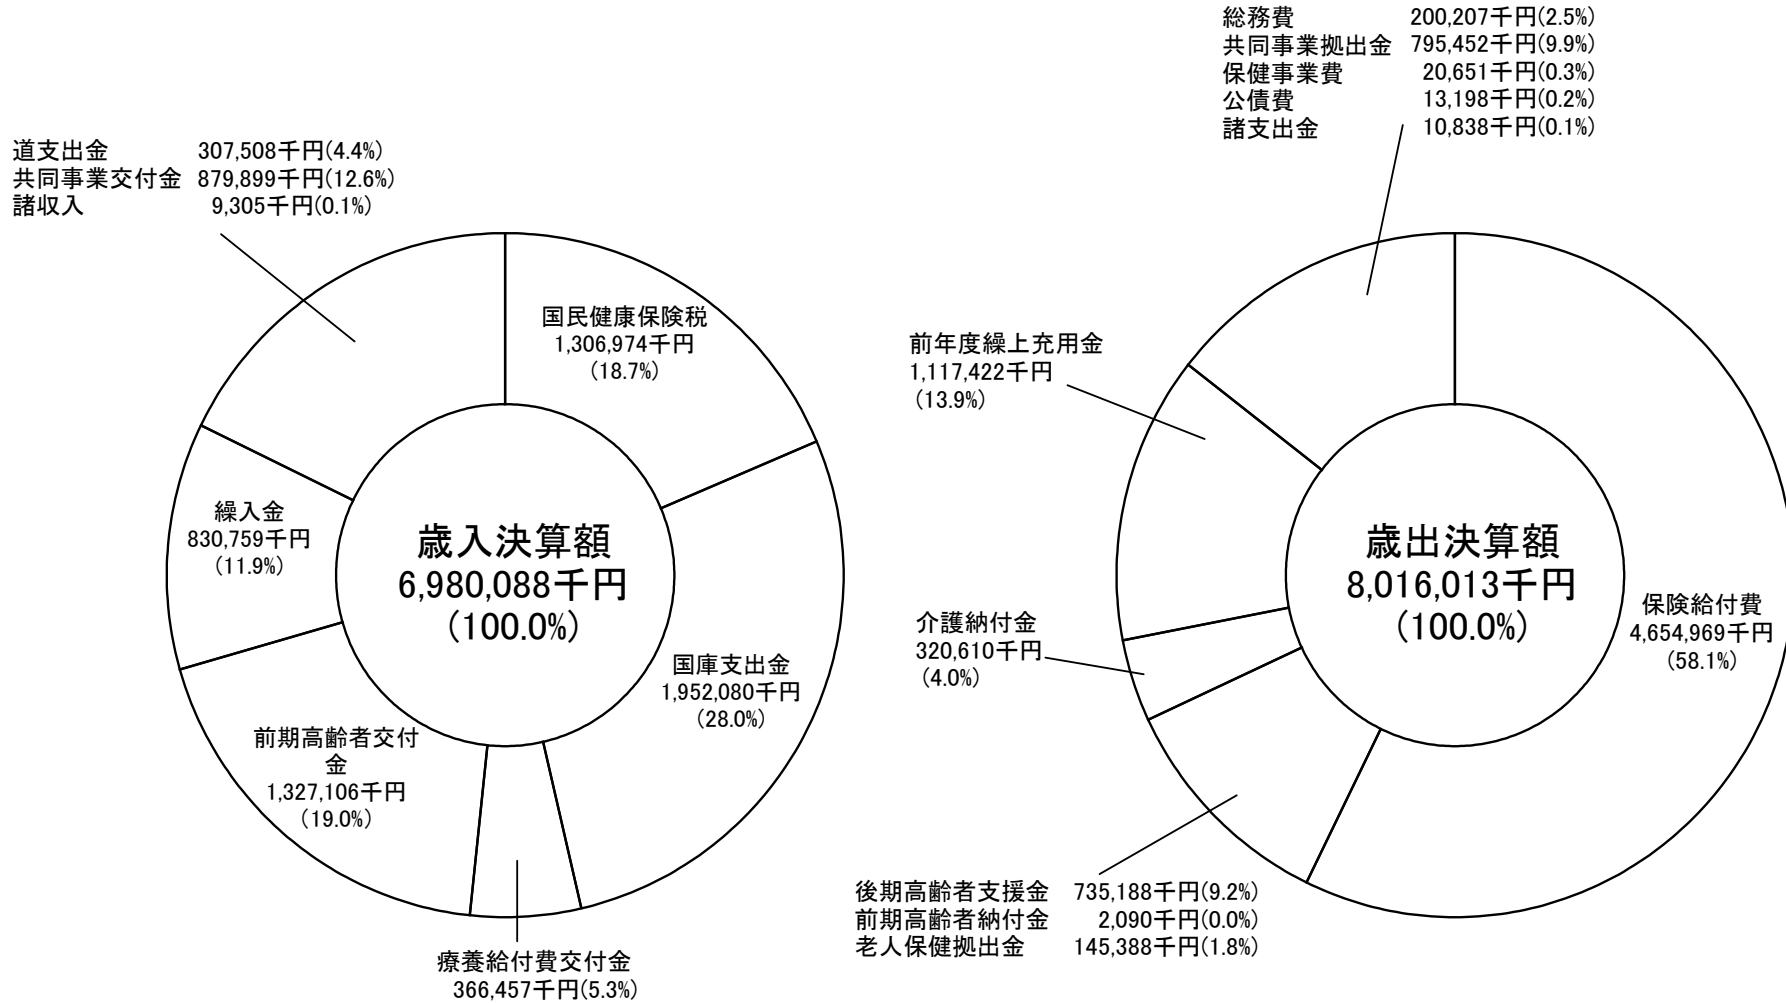 道支出金 307,508千円(4.4%)
共同事業交付金 879,899千円(12.6%)
諸収入 9,305千円(0.1%)
国民健康保険税
1,306,974千円
(18.7%)
国庫支出金
1,952,080千円
(28.0%)
療養給付費交付金
366,457千円(5.3%)
前期高齢者交付
金
1,327,106千円
(19.0%)
繰入金
830,759千円
(11.9%)
歳入決算額
6,980,088千円
(100.0%)
総務費 200,207千円(2.5%)
共同事業拠出金 795,452千円(9.9%)
保健事業費 20,651千円(0.3%)
公債費 13,198千円(0.2%)
諸支出金 10,838千円(0.1%)
前年度繰上充用金
1,117,422千円
(13.9%)
介護納付金
320,610千円
(4.0%)
後期高齢者支援金 735,188千円(9.2%)
前期高齢者納付金 2,090千円(0.0%)
老人保健拠出金 145,388千円(1.8%)
保険給付費
4,654,969千円
(58.1%)
歳出決算額
8,016,013千円
(100.0%)